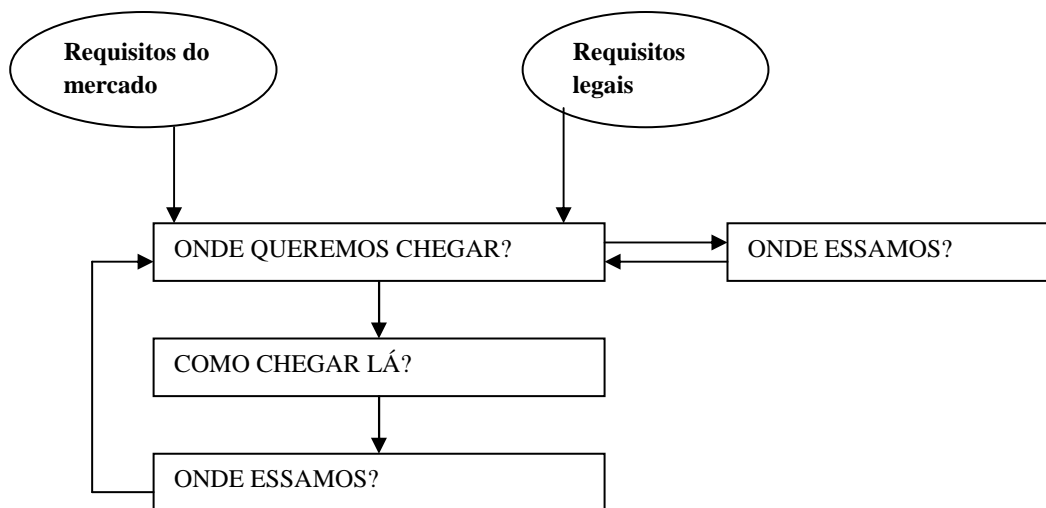 Requisitos do
mercado
Requisitos
legais
ONDE QUEREMOS CHEGAR?
ONDE ESSAMOS?
COMO CHEGAR LÁ?
ONDE ESSAMOS?